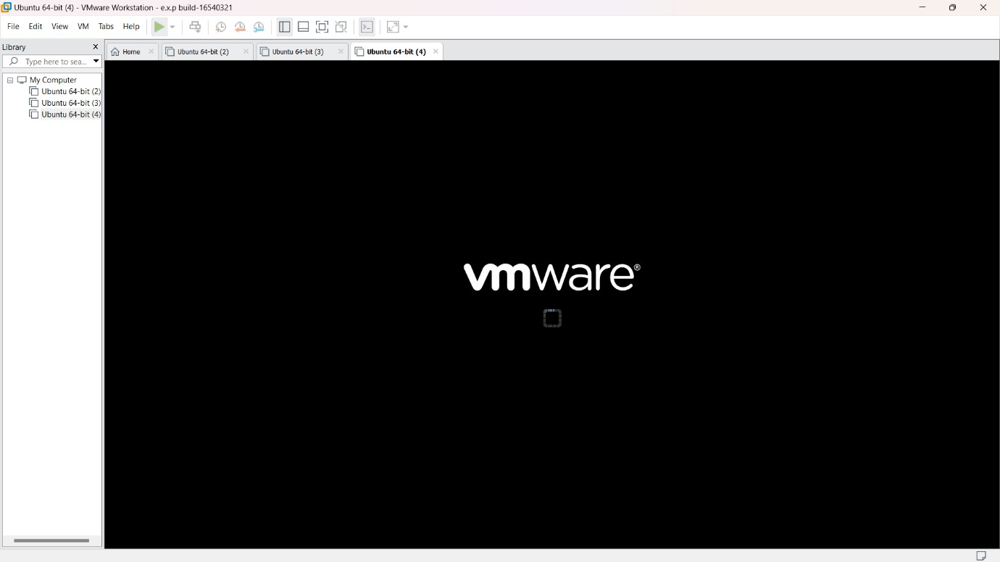 Ubuntu 64-bit (4) - VMware Workstation - e.x.p build-16540321
File Edit View VM Tabs Help
Library
Type here to sea...
My Computer
Ubuntu 64-bit (2)
Ubuntu 64-bit (3)
Ubuntu 64-bit (4)
Home
Ubuntu 64-bit (2)
Ubuntu 64-bit (3)
Ubuntu 64-bit (4)
vmware®